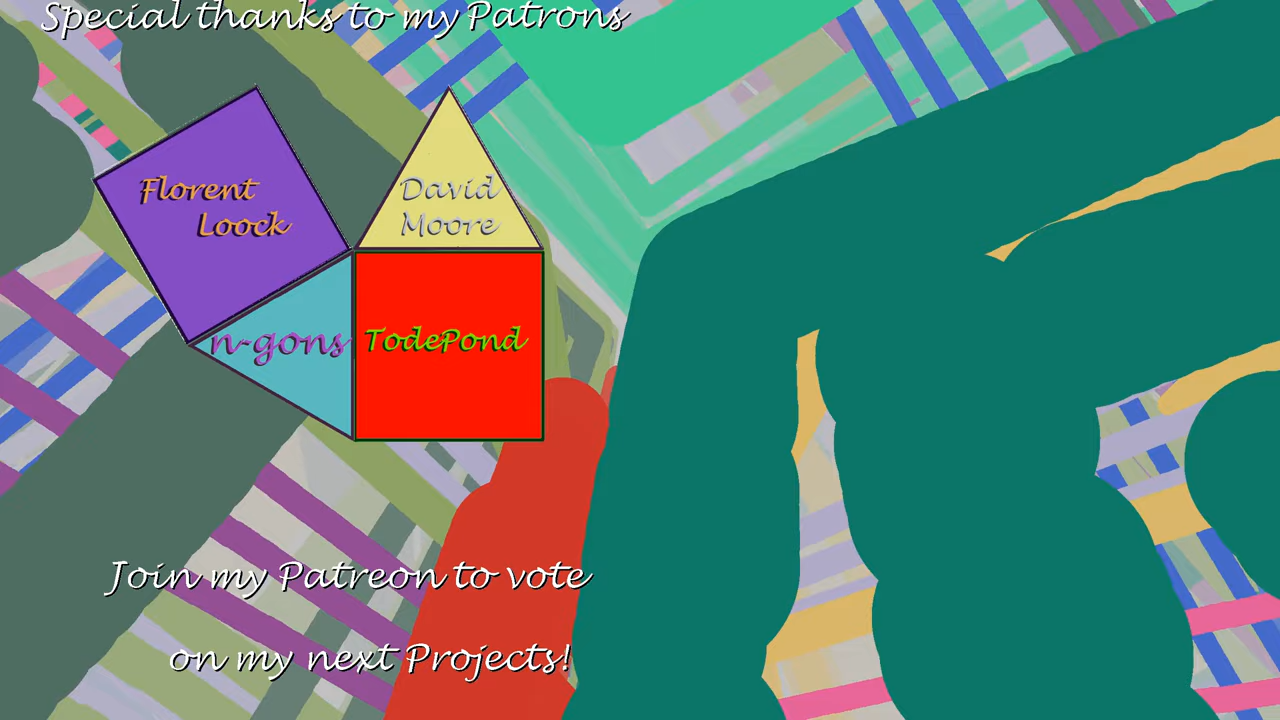 Special thanks to my Patrons
Florent
Loock
David
Moore
n-gons
TodePond
Join my Patreon to vote
on my next Projects!